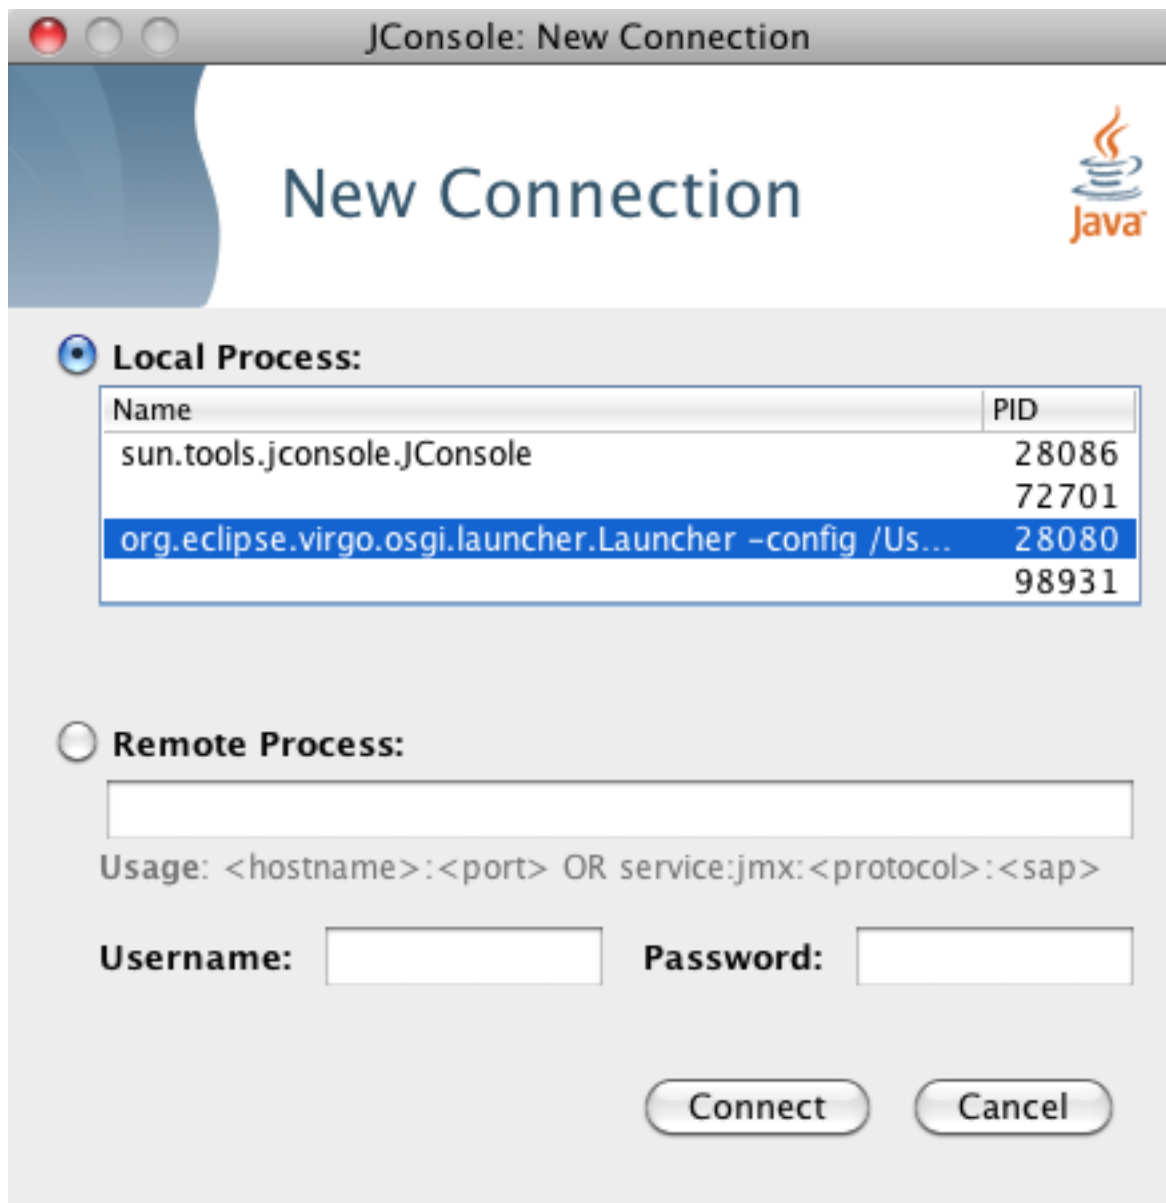 JConsole: New Connection
New Connection
Java
Local Process:
Name PID
sun.tools.jconsole.JConsole 28086
72701
org.eclipse.virgo.osgi.launcher.Launcher -config /Us... 28080
98931
Remote Process:
Usage: <hostname>:<port> OR service:jmx:<protocol>:<sap>
Username: Password:
Connect Cancel